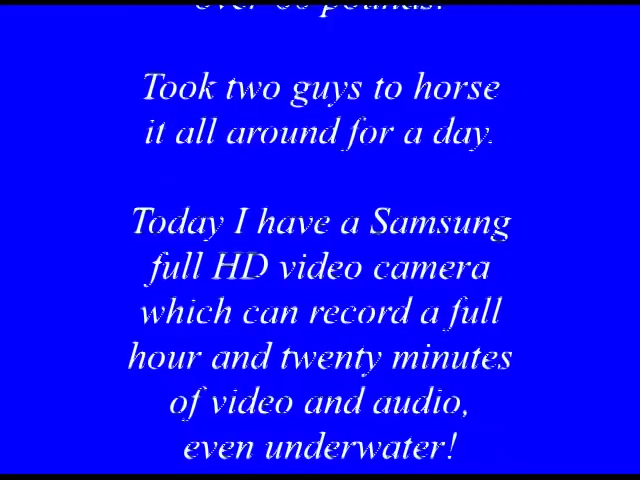 pounds!
Took two guys to horse
it all around for a day.
Today I have a Samsung
full HD video camera
which can record a full
hour and twenty minutes
of video and audio,
even underwater!